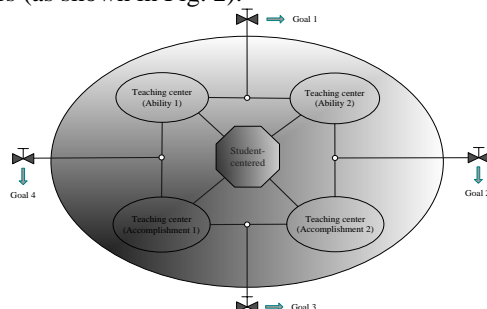 s (as shown in Fig. 2).
Goal 1
Teaching center
(Ability 1)
Teaching center
(Ability 2)
Student-
centered
Goal 4
Goal 2
Teaching center
(Accomplishment 1)
Teaching center
(Accomplishment 2)
Goal 3